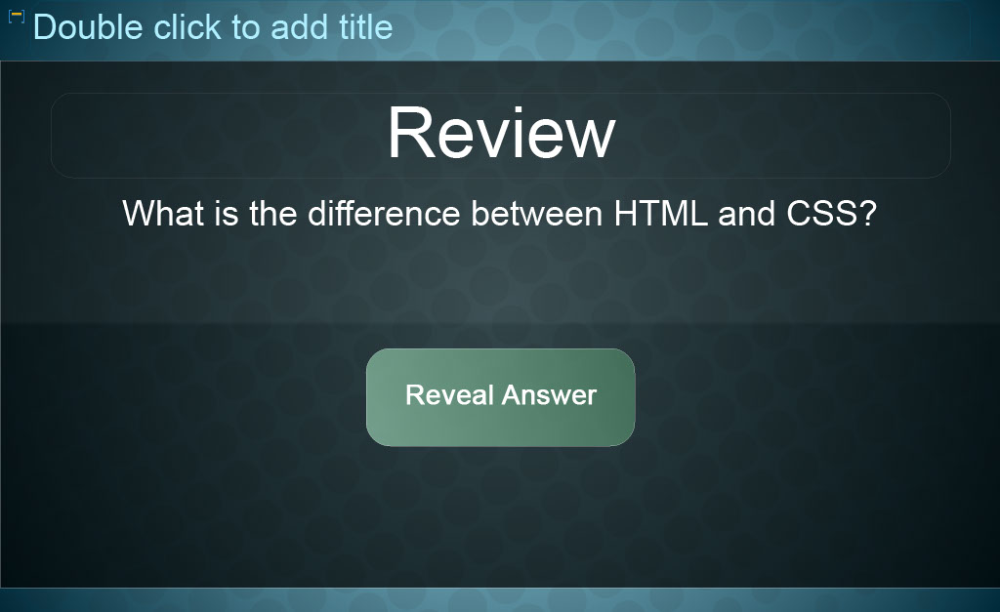 Double click to add title
Review
What is the difference between HTML and CSS?
Reveal Answer